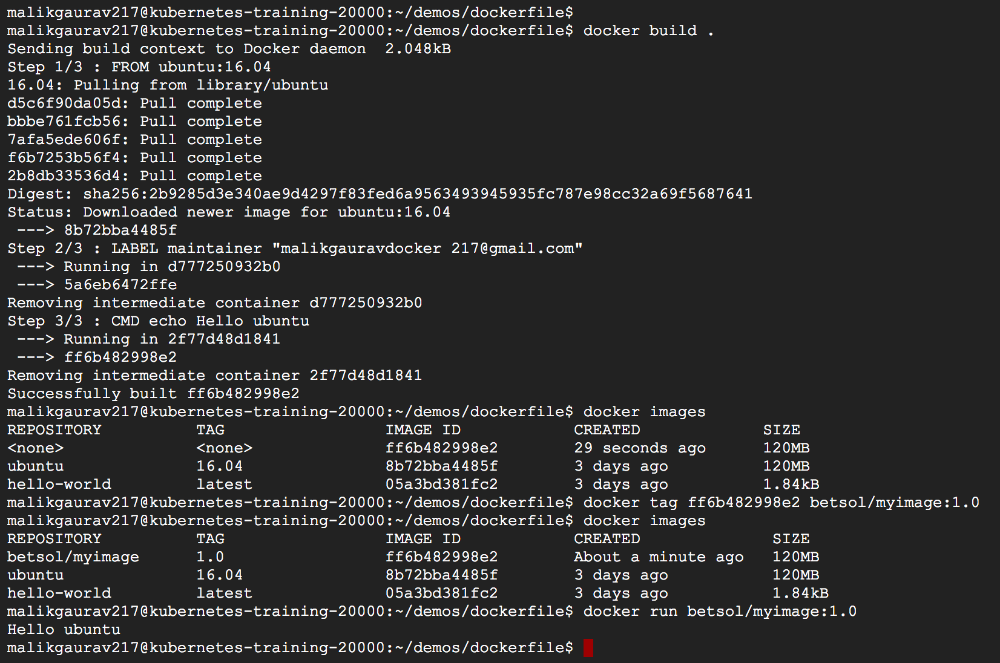 malikgaurav217@kubernetes-training-20000:~/demos/dockerfile$
malikgaurav217@kubernetes-training-20000:~/demos/dockerfile$ docker build .
Sending build context to Docker daemon  2.048kB
Step 1/3 : FROM ubuntu:16.04
16.04: Pulling from library/ubuntu
d5c6f90da05d: Pull complete
bbbe761fcb56: Pull complete
7afa5ede606f: Pull complete
f6b7253b56f4: Pull complete
2b8db33536d4: Pull complete
Digest: sha256:2b9285d3e340ae9d4297f83fed6a9563493945935fc787e98cc32a69f5687641
Status: Downloaded newer image for ubuntu:16.04
 ---> 8b72bba4485f
Step 2/3 : LABEL maintainer "malikgauravdocker 217@gmail.com"
 ---> Running in d777250932b0
 ---> 5a6eb6472ffe
Removing intermediate container d777250932b0
Step 3/3 : CMD echo Hello ubuntu
 ---> Running in 2f77d48d1841
 ---> ff6b482998e2
Removing intermediate container 2f77d48d1841
Successfully built ff6b482998e2
malikgaurav217@kubernetes-training-20000:~/demos/dockerfile$ docker images
REPOSITORY          TAG                 IMAGE ID            CREATED             SIZE
<none>              <none>              ff6b482998e2        29 seconds ago      120MB
ubuntu              16.04               8b72bba4485f        3 days ago          120MB
hello-world         latest              05a3bd381fc2        3 days ago          1.84kB
malikgaurav217@kubernetes-training-20000:~/demos/dockerfile$ docker tag ff6b482998e2 betsol/myimage:1.0
malikgaurav217@kubernetes-training-20000:~/demos/dockerfile$ docker images
REPOSITORY          TAG                 IMAGE ID            CREATED              SIZE
betsol/myimage      1.0                 ff6b482998e2        About a minute ago   120MB
ubuntu              16.04               8b72bba4485f        3 days ago           120MB
hello-world         latest              05a3bd381fc2        3 days ago           1.84kB
malikgaurav217@kubernetes-training-20000:~/demos/dockerfile$ docker run betsol/myimage:1.0
Hello ubuntu
malikgaurav217@kubernetes-training-20000:~/demos/dockerfile$